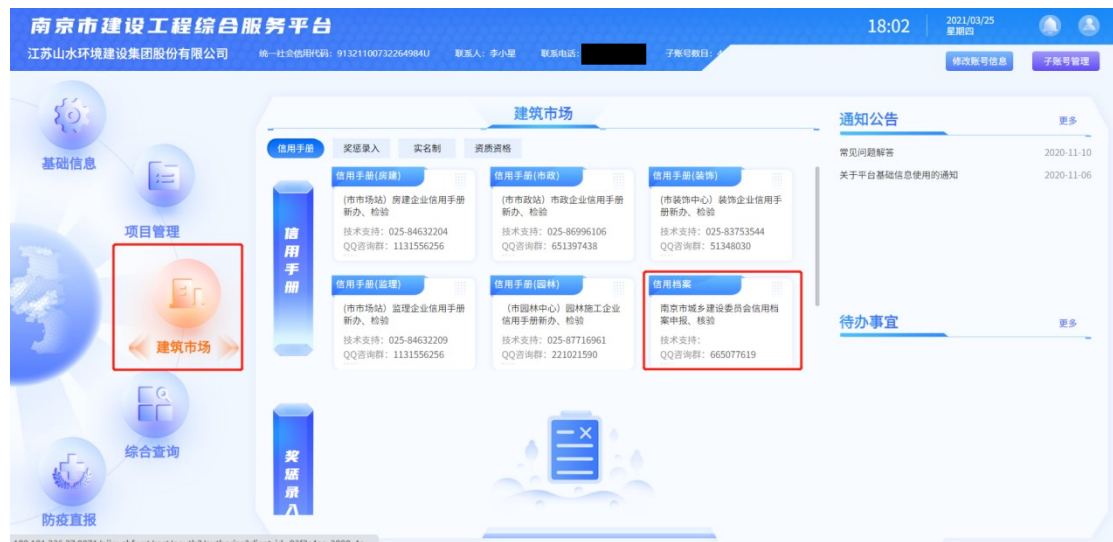 南京市建设工程综合服务平台
18:02
2021/03/25
星期四
江苏山水环境建设集团股份有限公司
统一社会信用代码：91321100732264984U
联系人：李小星
联系电话：
子账号数目：
修改账号信息
子账号管理
基础信息
项目管理
建筑市场
综合查询
防疫直报
建筑市场
信用手册
奖惩录入
实名制
资质资格
信用手册
信用手册(房建)
(市市场站）房建企业信用手册
新办、检验
技术支持：025-84632204
QQ咨询群：1131556256
信用手册(市政)
(市市政站）市政企业信用手册
新办、检验
技术支持：025-86996106
QQ咨询群：651397438
信用手册(装饰)
(市装饰中心）装饰企业信用手
册新办、检验
技术支持：025-83753544
QQ咨询群：51348030
信用手册(监理)
(市市场站）监理企业信用手册
新办、检验
技术支持：025-84632209
QQ咨询群：1131556256
信用手册(园林)
（市园林中心）园林施工企业
信用手册新办、检验
技术支持：025-87716961
QQ咨询群：221021590
信用档案
南京市城乡建设委员会信用档
案申报、核验
技术支持：
QQ咨询群：665077619
奖惩录入
通知公告
更多
常见问题解答
2020-11-10
关于平台基础信息使用的通知
2020-11-06
待办事宜
更多